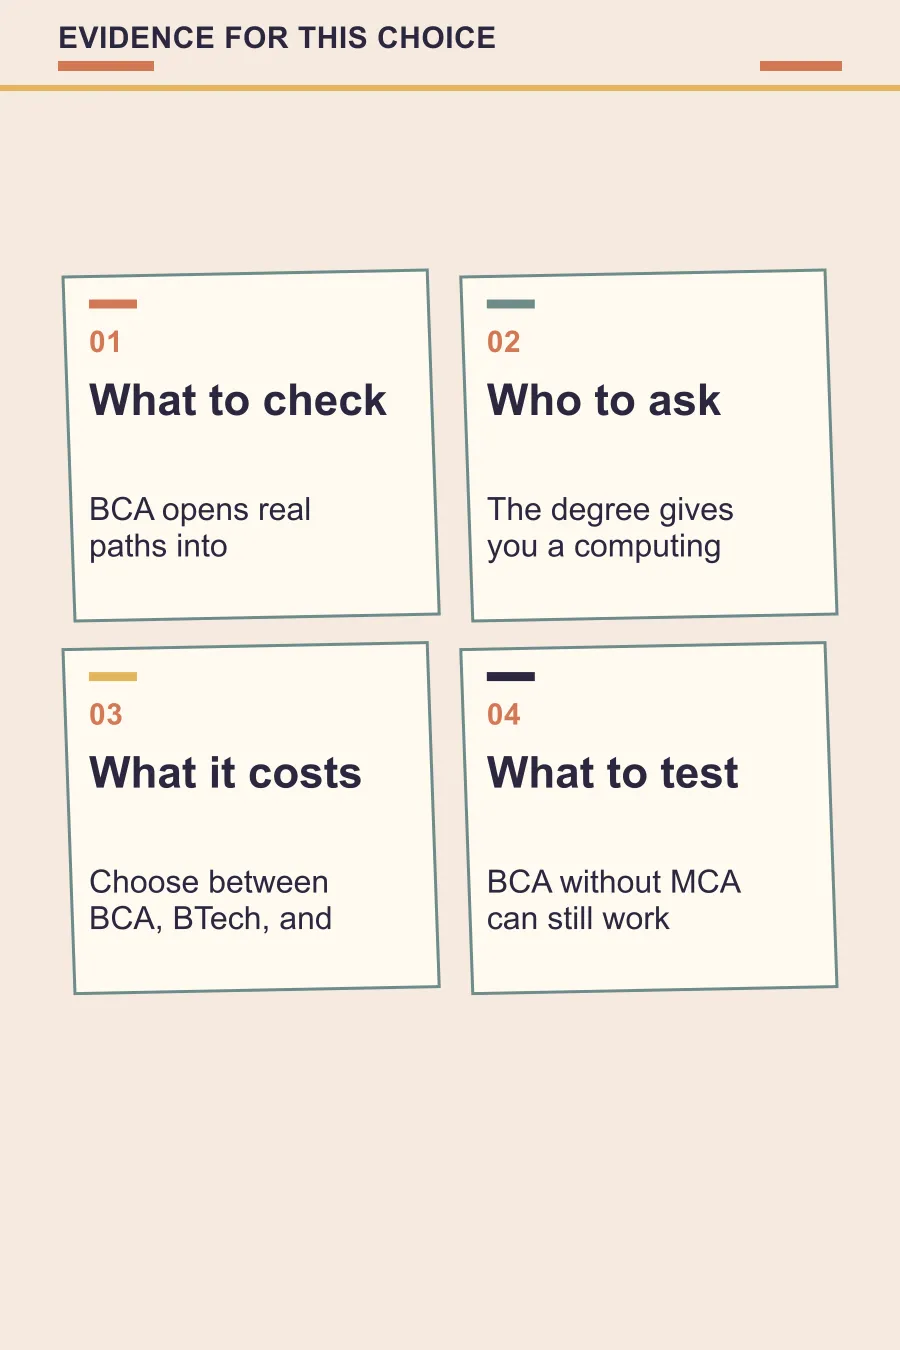 EVIDENCE FOR THIS CHOICE
01
What to check
BCA opens real
paths into
02
Who to ask
The degree gives
you a computing
03
What it costs
Choose between
BCA, BTech, and
04
What to test
BCA without MCA
can still work